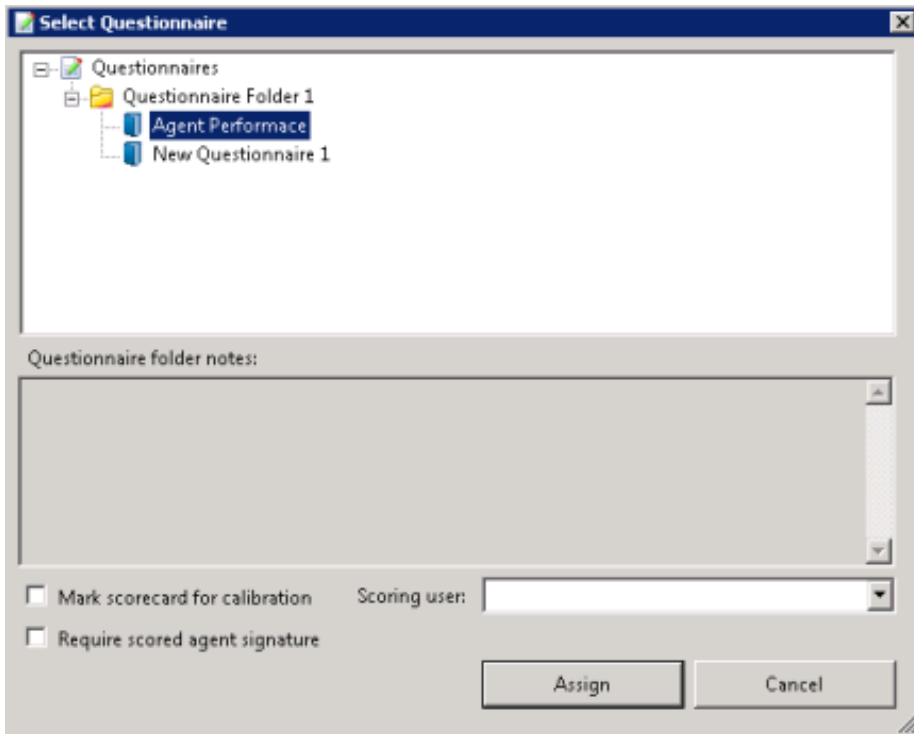 Select Questionnaire
Questionnaires
Questionnaire Folder 1
Agent Performace
New Questionnaire 1
Questionnaire folder notes:
Mark scorecard for calibration Scoring user:
Require scored agent signature
Assign Cancel